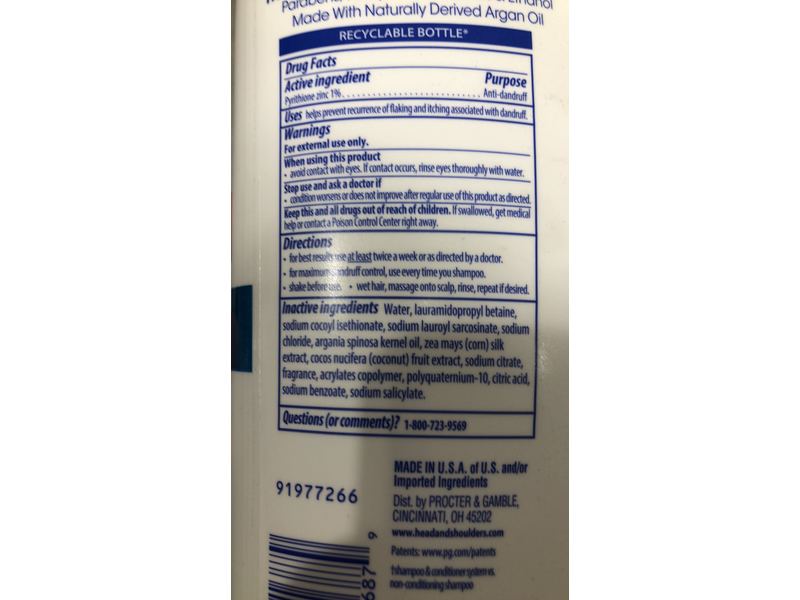 Made With Naturally Derived Argan Oil
RECYCLABLE BOTTLE*
Drug Facts
Active ingredient Purpose
Pyrithione zinc 1%........................... Anti-dandruff
Uses helps prevent recurrence of flaking and itching associated with dandruff.
Warnings
For external use only.
When using this product
• avoid contact with eyes. If contact occurs, rinse eyes thoroughly with water.
Stop use and ask a doctor if
• condition worsens or does not improve after regular use of this product as directed.
Keep this and all drugs out of reach of children. If swallowed, get medical
help or contact a Poison Control Center right away.
Directions
• for best results use at least twice a week or as directed by a doctor.
• for maximum dandruff control, use every time you shampoo.
• shake before use. • wet hair, massage onto scalp, rinse, repeat if desired.
Inactive ingredients Water, lauramidopropyl betaine,
sodium cocoyl isethionate, sodium lauroyl sarcosinate, sodium
chloride, argania spinosa kernel oil, zea mays (corn) silk
extract, cocos nucifera (coconut) fruit extract, sodium citrate,
fragrance, acrylates copolymer, polyquaternium-10, citric acid,
sodium benzoate, sodium salicylate.
Questions (or comments)? 1-800-723-9569
MADE IN U.S.A. of U.S. and/or
Imported Ingredients
91977266
Dist. by PROCTER & GAMBLE,
CINCINNATI, OH 45202
www.headandshoulders.com
Patents: www.pg.com/patents
†shampoo & conditioner system vs.
non-conditioning shampoo
687 9